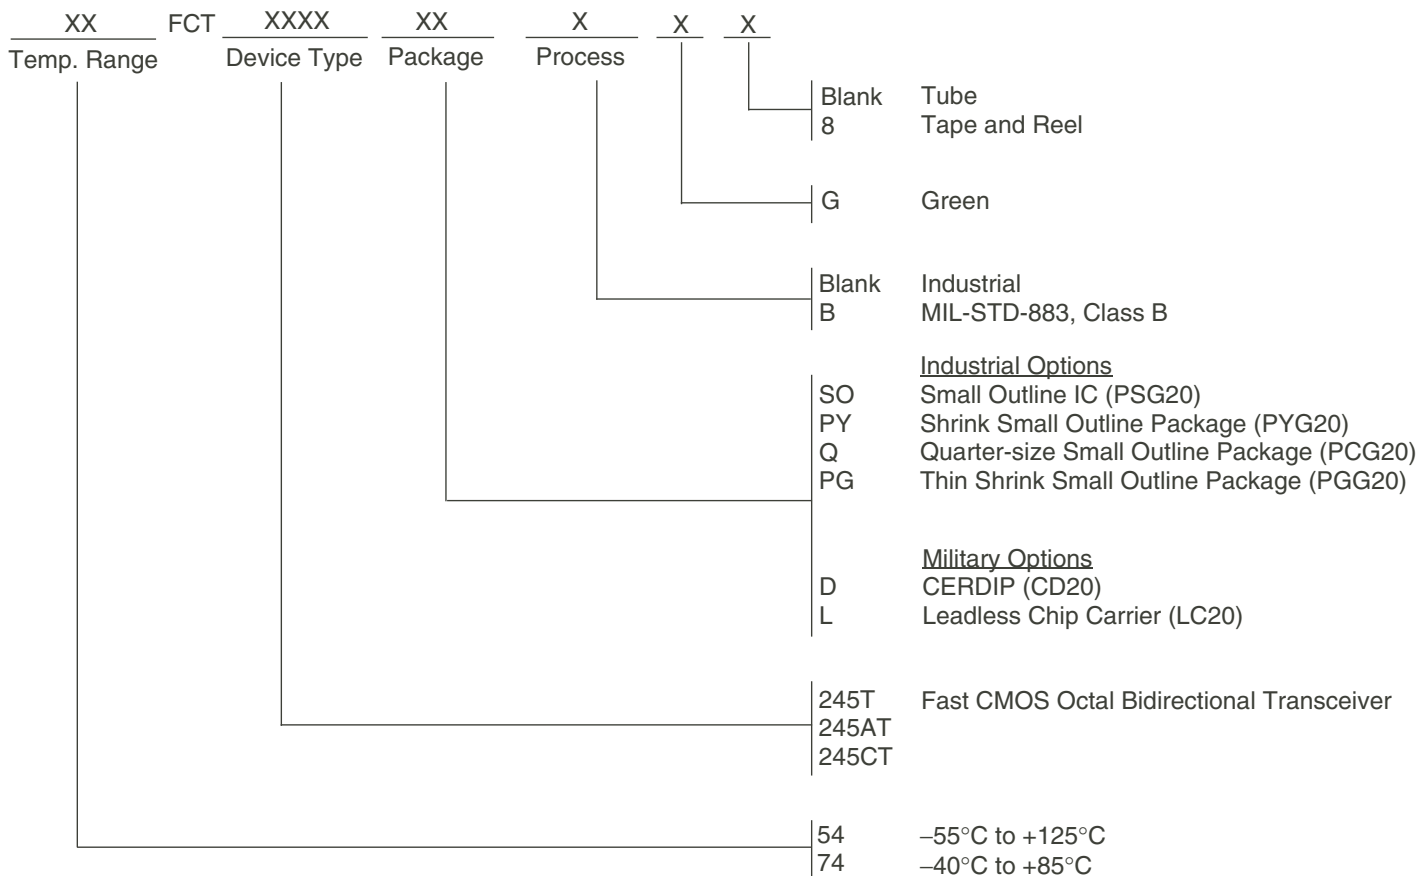 XX FCT XXXX XX X X X
Temp. Range Device Type Package Process
Blank Tube
8 Tape and Reel
G Green
Blank Industrial
B MIL-STD-883, Class B
Industrial Options
SO Small Outline IC (PSG20)
PY Shrink Small Outline Package (PYG20)
Q Quarter-size Small Outline Package (PCG20)
PG Thin Shrink Small Outline Package (PGG20)
Military Options
D CERDIP (CD20)
L Leadless Chip Carrier (LC20)
245T Fast CMOS Octal Bidirectional Transceiver
245AT
245CT
54 –55°C to +125°C
74 –40°C to +85°C